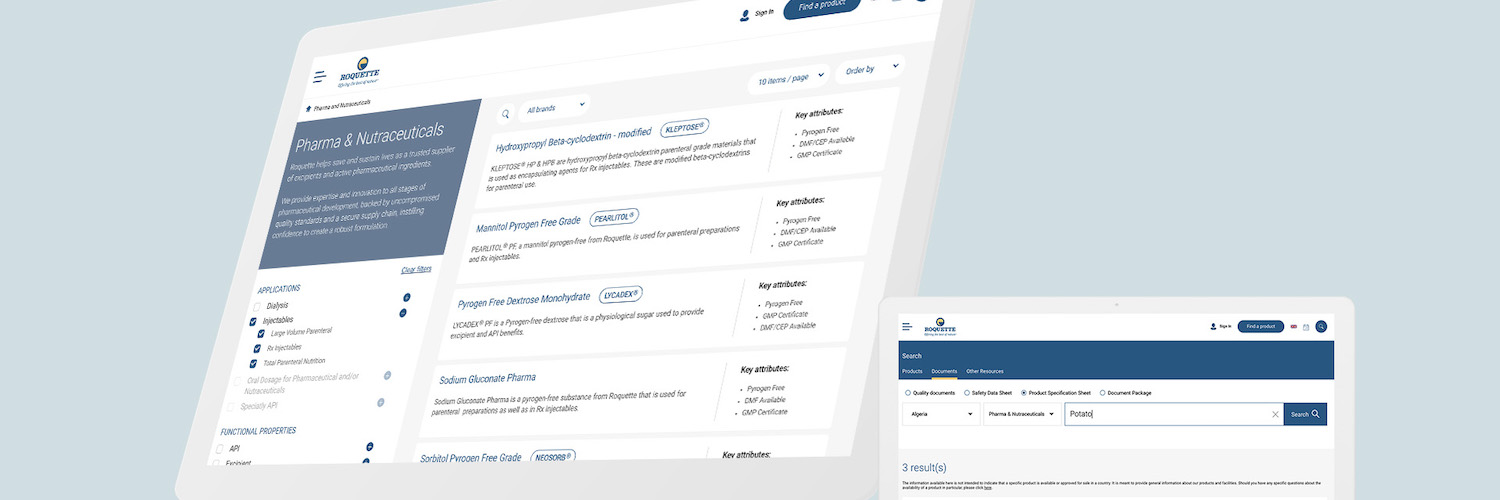 Sign In
Find a product
ROQUETTE
Offering the best of nature™
Pharma and Nutraceuticals
Pharma & Nutraceuticals
Roquette helps save and sustain lives as a trusted supplier
of excipients and active pharmaceutical ingredients.
We provide expertise and innovation to all stages of
pharmaceutical development, backed by uncompromised
quality standards and a secure supply chain, instilling
confidence to create a robust formulation.
Clear filters
APPLICATIONS
Dialysis
Injectables
Large Volume Parenteral
Rx Injectables
Total Parenteral Nutrition
Oral Dosage for Pharmaceutical and/or
Nutraceuticals
Specialty API
FUNCTIONAL PROPERTIES
API
Excipient
All brands
10 items / page
Order by
Hydroxypropyl Beta-cyclodextrin - modified KLEPTOSE®
KLEPTOSE® HP & HPB are hydroxypropyl beta-cyclodextrin parenteral grade materials that
is used as encapsulating agents for Rx injectables. These are modified beta-cyclodextrins
for parenteral use.
Key attributes:
Pyrogen Free
DMF/CEP Available
GMP Certificate
Mannitol Pyrogen Free Grade PEARLITOL®
PEARLITOL® PF, a mannitol pyrogen-free from Roquette, is used for parenteral preparations
and Rx injectables.
Key attributes:
Pyrogen Free
DMF/CEP Available
GMP Certificate
Pyrogen Free Dextrose Monohydrate LYCADEX®
LYCADEX® PF is a Pyrogen-free dextrose that is a physiological sugar used to provide
excipient and API benefits.
Key attributes:
Pyrogen Free
GMP Certificate
DMF/CEP Available
Sodium Gluconate Pharma
Sodium Gluconate Pharma is a pyrogen-free substance from Roquette that is used for
parenteral preparations as well as in Rx injectables.
Key attributes:
Pyrogen Free
DMF Available
GMP Certificate
Sorbitol Pyrogen Free Grade NEOSORB®
Key attributes:
ROQUETTE
Offering the best of nature™
Sign In
Find a product
Search
Products Documents Other Resources
Quality documents Safety Data Sheet Product Specification Sheet Document Package
Algeria Pharma & Nutraceuticals Potato Search
3 result(s)
The information available here is not intended to indicate that a specific product is available or approved for sale in a country. It is meant to provide general information about our products and facilities. Should you have any specific questions about the
availability of a product in particular, please click here.